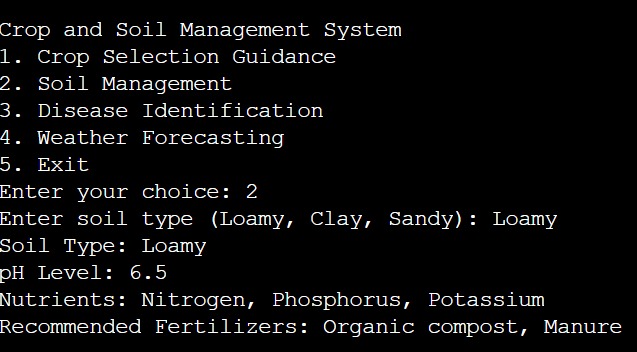 Crop and Soil Management System
1. Crop Selection Guidance
2. Soil Management
3. Disease Identification
4. Weather Forecasting
5. Exit
Enter your choice: 2
Enter soil type (Loamy, Clay, Sandy): Loamy
Soil Type: Loamy
pH Level: 6.5
Nutrients: Nitrogen, Phosphorus, Potassium
Recommended Fertilizers: Organic compost, Manure